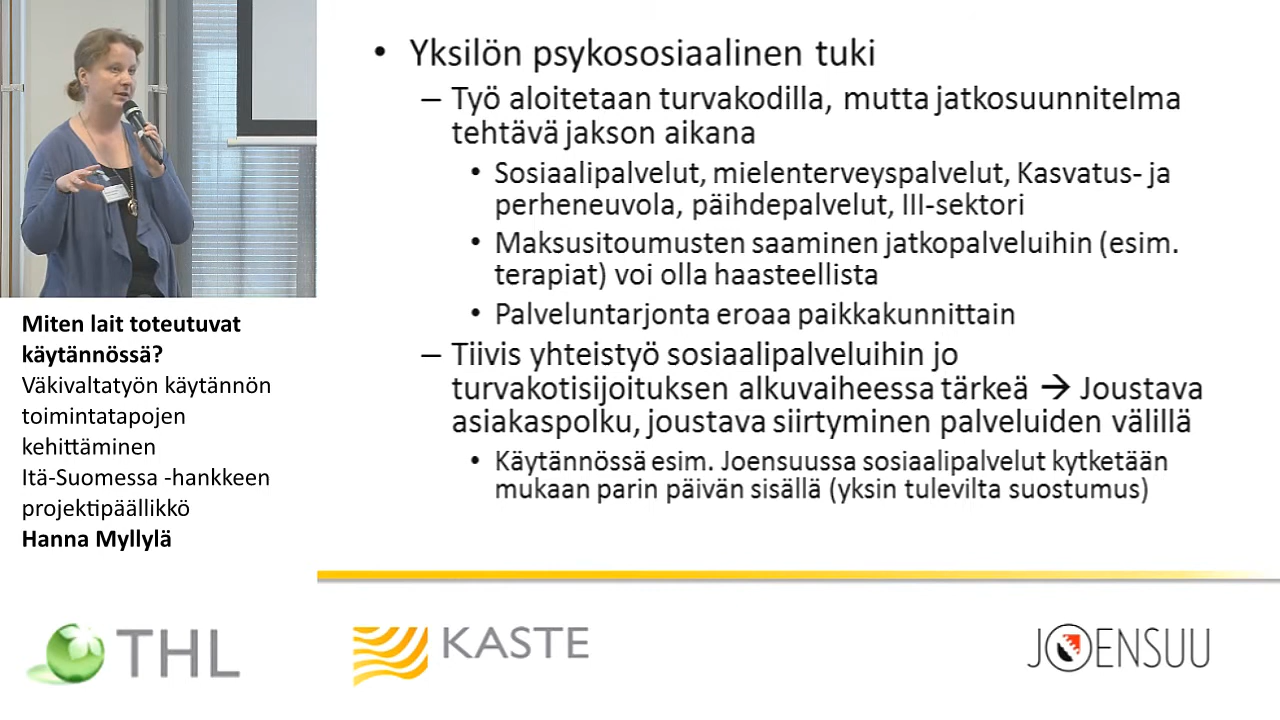 • Yksilön psykososiaalinen tuki
– Työ aloitetaan turvakodilla, mutta jatkosuunnitelma
tehtävä jakson aikana
• Sosiaalipalvelut, mielenterveyspalvelut, Kasvatus- ja
perheneuvola, päihdepalvelut, III-sektori
• Maksusitoumusten saaminen jatkopalveluihin (esim.
terapiat) voi olla haasteellista
• Palveluntarjonta eroaa paikkakunnittain
– Tiivis yhteistyö sosiaalipalveluihin jo
turvakotisijoituksen alkuvaiheessa tärkeä → Joustava
asiakaspolku, joustava siirtyminen palveluiden välillä
• Käytännössä esim. Joensuussa sosiaalipalvelut kytketään
mukaan parin päivän sisällä (yksin tulevilta suostumus)
Miten lait toteutuvat
käytännössä?
Väkivaltatyön käytännön
toimintatapojen
kehittäminen
Itä-Suomessa -hankkeen
projektipäällikkö
Hanna Myllylä
THL
KASTE
JOENSUU